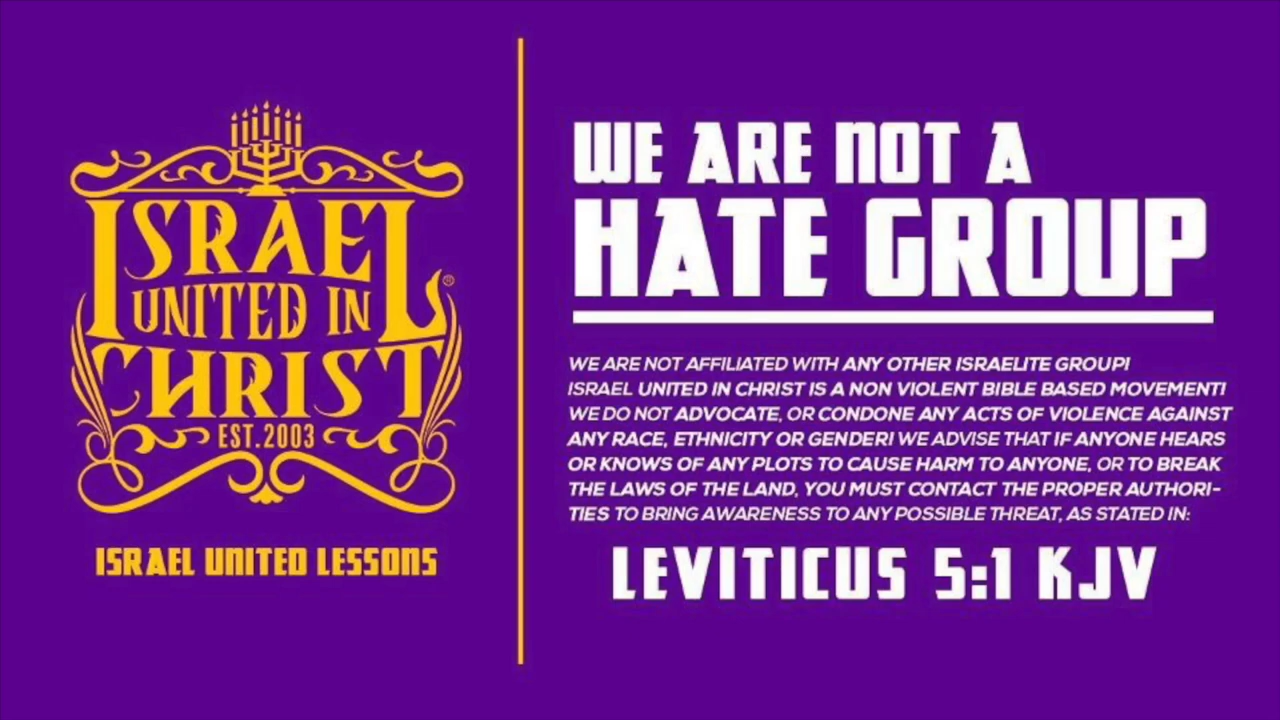 ISRAEL
UNITED IN
CHRIST
®
EST.2003
ISRAEL UNITED LESSONS
WE ARE NOT A
HATE GROUP
WE ARE NOT AFFILIATED WITH ANY OTHER ISRAELITE GROUP!
ISRAEL UNITED IN CHRIST IS A NON VIOLENT BIBLE BASED MOVEMENT!
WE DO NOT ADVOCATE, OR CONDONE ANY ACTS OF VIOLENCE AGAINST
ANY RACE, ETHNICITY OR GENDER! WE ADVISE THAT IF ANYONE HEARS
OR KNOWS OF ANY PLOTS TO CAUSE HARM TO ANYONE, OR TO BREAK
THE LAWS OF THE LAND, YOU MUST CONTACT THE PROPER AUTHORI-
TIES TO BRING AWARENESS TO ANY POSSIBLE THREAT, AS STATED IN:
LEVITICUS 5:1 KJV